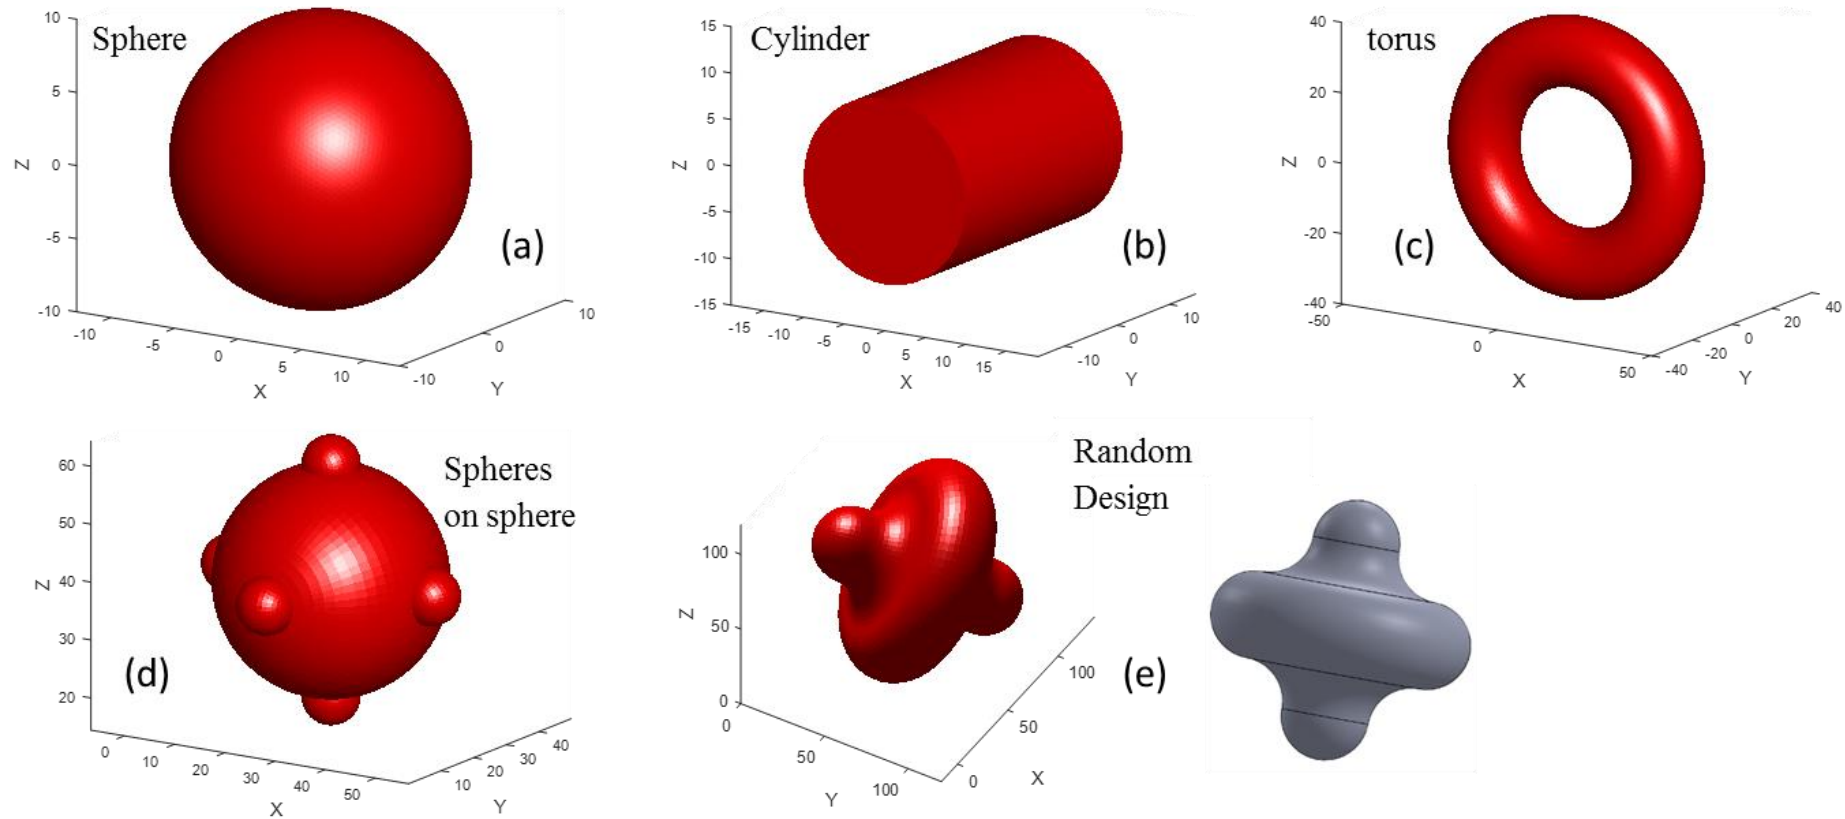 Sphere
10
5
0
-5
-10
Z
-10
-5
0
5
10
X
-10
0
10
Y
(a)
Cylinder
15
10
5
0
-5
-10
-15
Z
-15
-10
-5
0
5
10
15
X
-10
0
10
Y
(b)
torus
40
20
0
-20
-40
Z
-50
0
50
X
-40
-20
0
20
40
Y
(c)
Spheres
on sphere
60
50
40
30
20
Z
0
10
20
30
40
50
X
10
20
30
40
Y
(d)
Random
Design
100
50
0
Z
0
50
100
Y
0
50
100
X
(e)